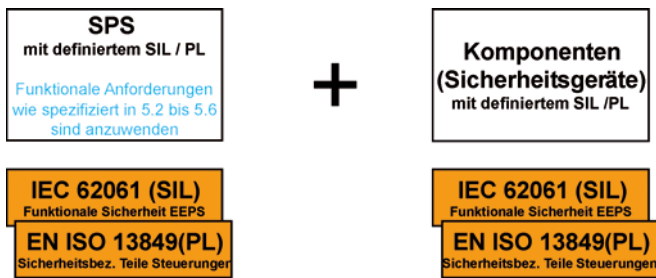 SPS
mit definiertem SIL / PL
Funktionale Anforderungen
wie spezifiziert in 5.2 bis 5.6
sind anzuwenden
+
Komponenten
(Sicherheitsgeräte)
mit definiertem SIL /PL
IEC 62061 (SIL)
Funktionale Sicherheit EEPS
EN ISO 13849(PL)
Sicherheitsbez. Teile Steuerungen
IEC 62061 (SIL)
Funktionale Sicherheit EEPS
EN ISO 13849(PL)
Sicherheitsbez. Teile Steuerungen